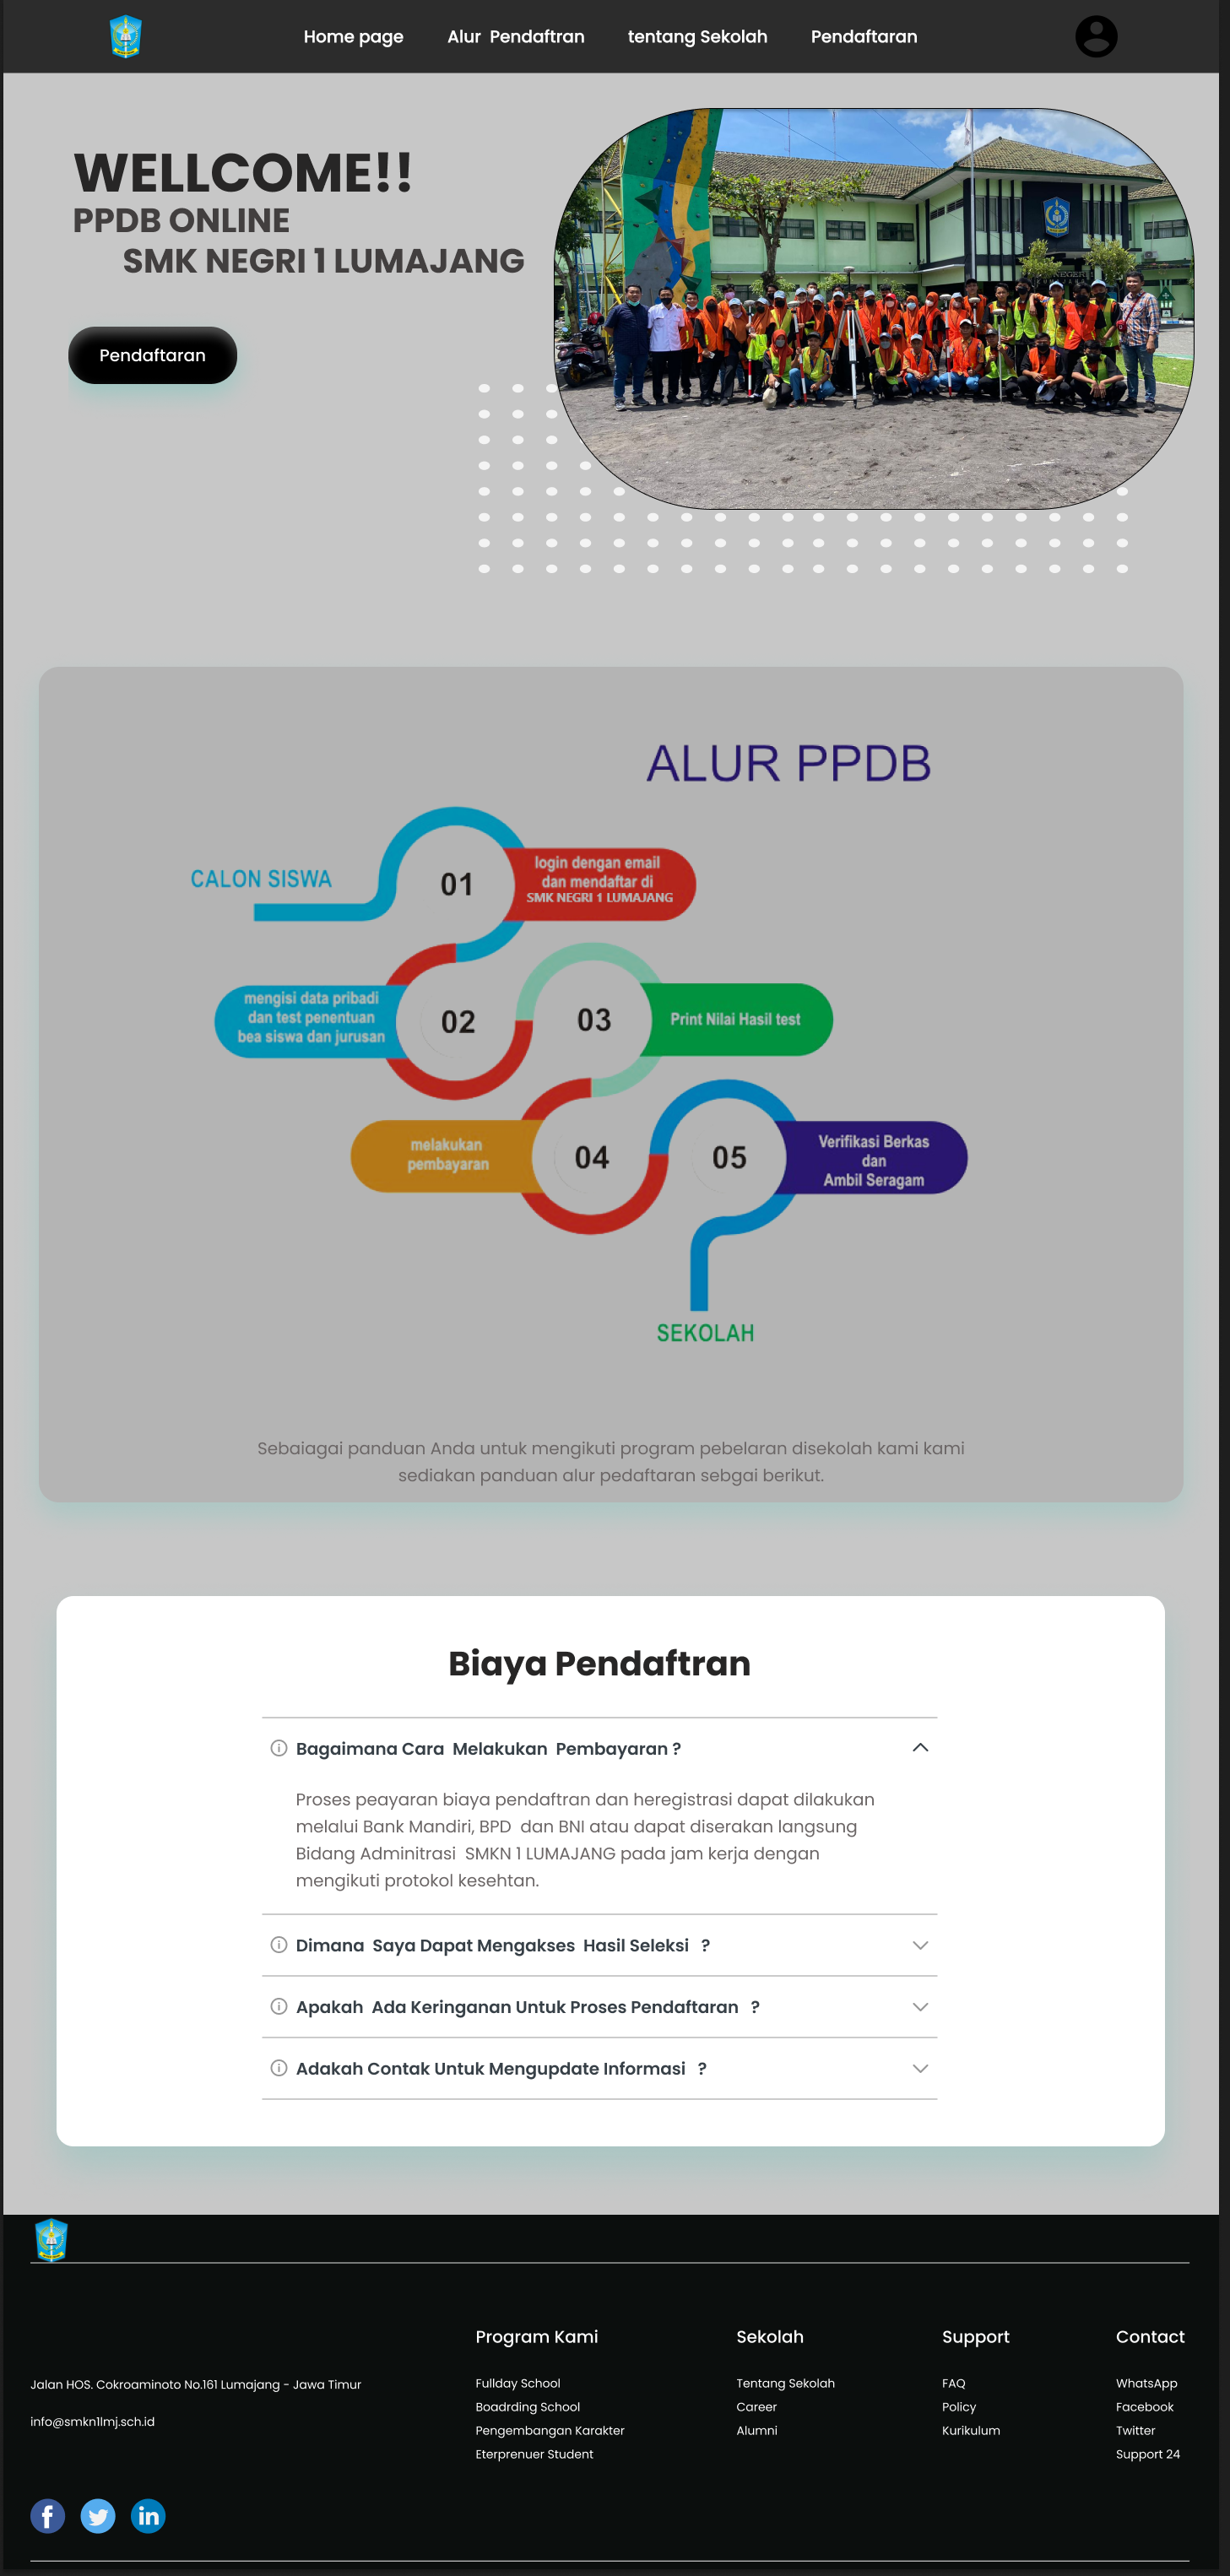 Home page
Alur Pendaftran
tentang Sekolah
Pendaftaran
WELLCOME!!
PPDB ONLINE
SMK NEGRI 1 LUMAJANG
Pendaftaran
ALUR PPDB
CALON SISWA
01
login dengan email
dan mendaftar di
SMK NEGRI 1 LUMAJANG
mengisi data pribadi
dan test penentuan
bea siswa dan jurusan
02
03
Print Nilai Hasil test
melakukan
pembayaran
04
05
Verifikasi Berkas
dan
Ambil Seragam
SEKOLAH
Sebaiagai panduan Anda untuk mengikuti program pebelaran disekolah kami kami
sediakan panduan alur pedaftaran sebgai berikut.
Biaya Pendaftran
Bagaimana Cara Melakukan Pembayaran ?
Proses peayaran biaya pendaftran dan heregistrasi dapat dilakukan
melalui Bank Mandiri, BPD dan BNI atau dapat diserakan langsung
Bidang Adminitrasi SMKN 1 LUMAJANG pada jam kerja dengan
mengikuti protokol kesehtan.
Dimana Saya Dapat Mengakses Hasil Seleksi ?
Apakah Ada Keringanan Untuk Proses Pendaftaran ?
Adakah Contak Untuk Mengupdate Informasi ?
Jalan HOS. Cokroaminoto No.161 Lumajang - Jawa Timur
info@smkn1lmj.sch.id
Program Kami
Fullday School
Boadrding School
Pengembangan Karakter
Eterprenuer Student
Sekolah
Tentang Sekolah
Career
Alumni
Support
FAQ
Policy
Kurikulum
Contact
WhatsApp
Facebook
Twitter
Support 24